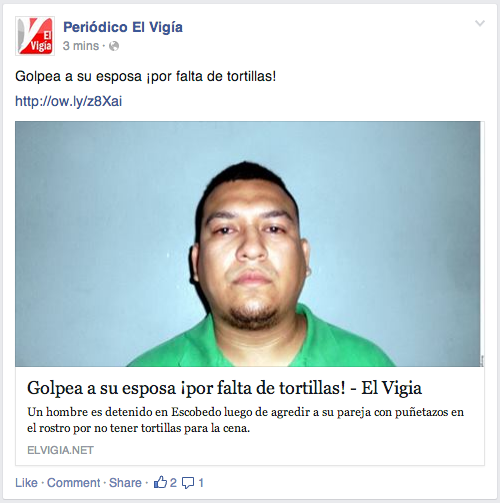 El
Vigía
Periódico El Vigía
3 mins ·
Golpea a su esposa ¡por falta de tortillas!
http://ow.ly/z8Xai
Golpea a su esposa ¡por falta de tortillas! - El Vigia
Un hombre es detenido en Escobedo luego de agredir a su pareja con puñetazos en
el rostro por no tener tortillas para la cena.
ELVIGIA.NET
Like · Comment · Share · 2 1